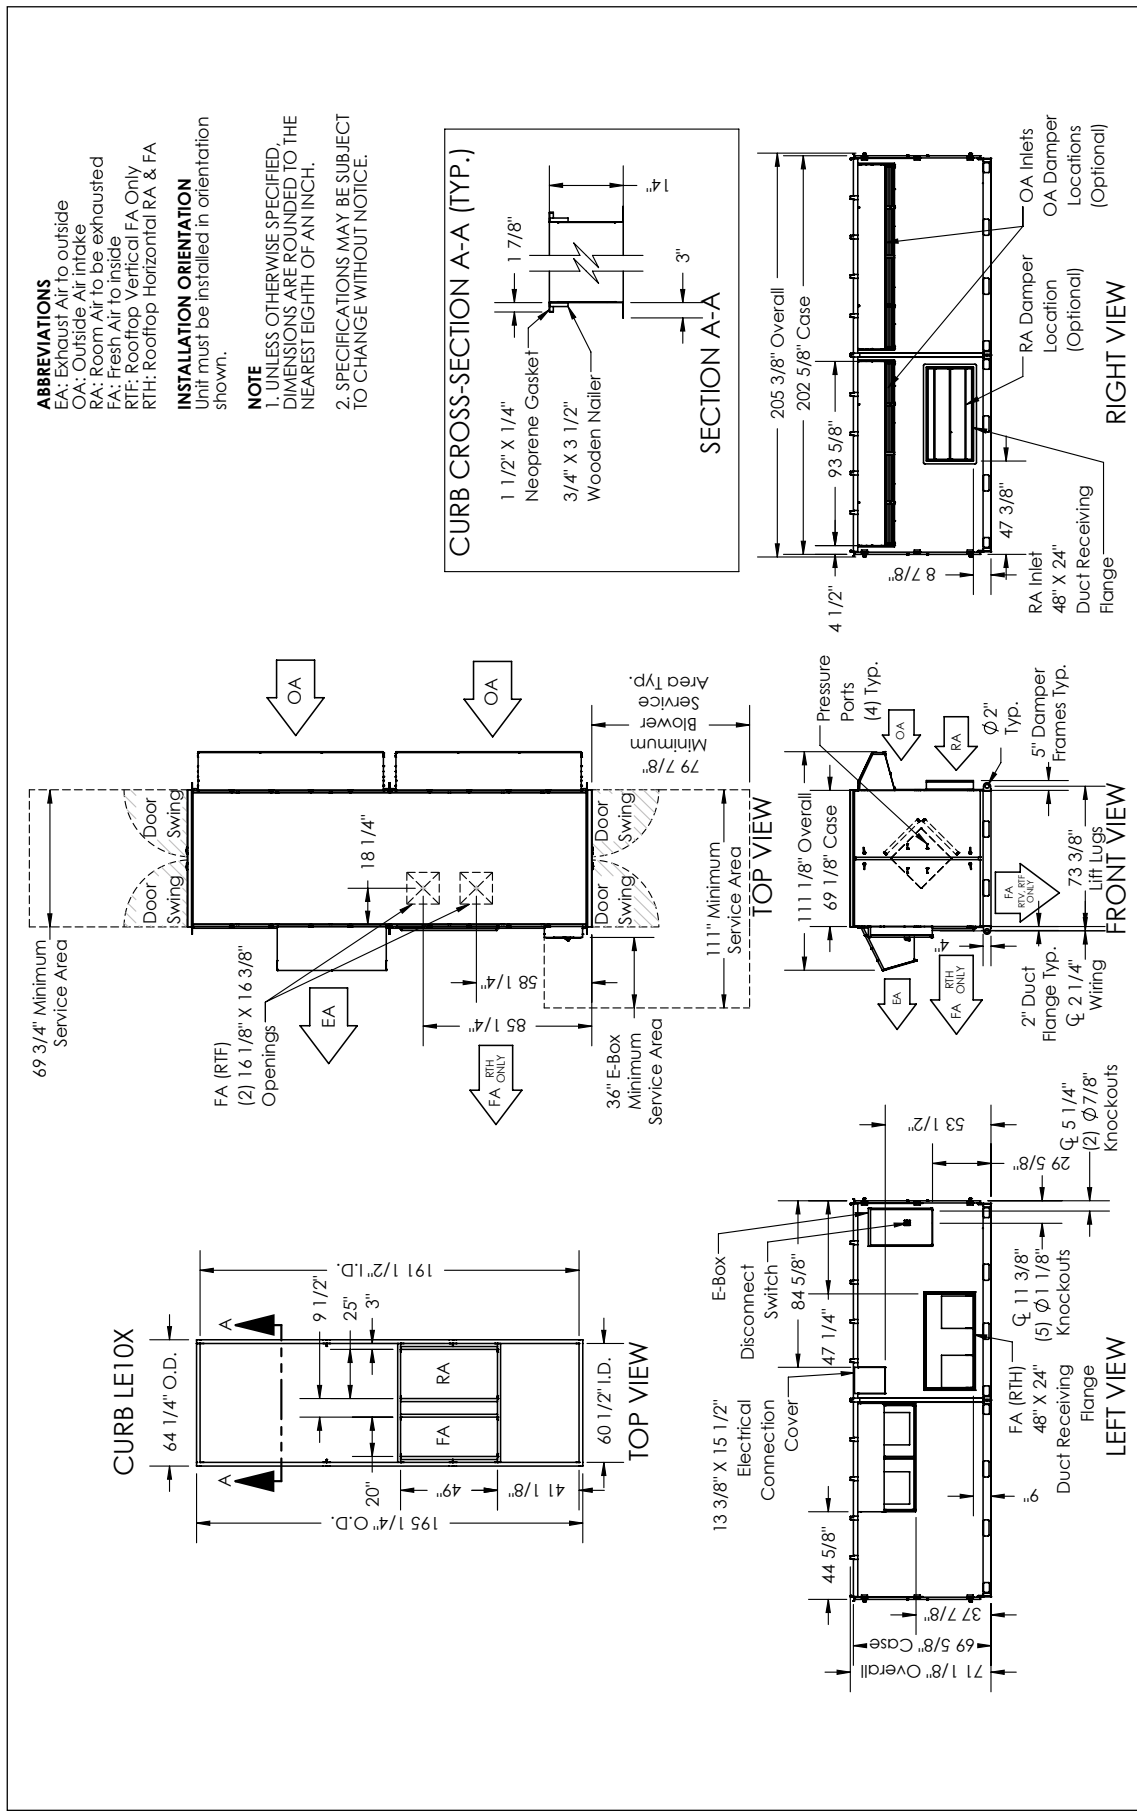 ABBREVIATIONS
EA: Exhaust Air to outside
OA: Outside Air intake
RA: Room Air to be exhausted
FA: Fresh Air to inside
RTF: Rooftop Vertical FA Only
RTH: Rooftop Horizontal RA & FA
INSTALLATION ORIENTATION
Unit must be installed in orientation
shown.
NOTE
1. UNLESS OTHERWISE SPECIFIED,
DIMENSIONS ARE ROUNDED TO THE
NEAREST EIGHTH OF AN INCH.
2. SPECIFICATIONS MAY BE SUBJECT
TO CHANGE WITHOUT NOTICE.
CURB CROSS-SECTION A-A (TYP.)
1 1/2" X 1/4"
Neoprene Gasket
3/4" X 3 1/2"
Wooden Nailer
1 7/8"
14"
3"
SECTION A-A
CURB LE10X
64 1/4" O.D.
A
A
195 1/4" O.D.
191 1/2" I.D.
9 1/2"
25"
3"
20"
49"
41 1/8"
FA
RA
60 1/2" I.D.
TOP VIEW
69 3/4" Minimum
Service Area
Door
Swing
Door
Swing
OA
OA
FA (RTF)
(2) 16 1/8" X 16 3/8"
Openings
18 1/4"
EA
FA
RTH
ONLY
85 1/4"
58 1/4"
36" E-Box
Minimum
Service Area
Door
Swing
Door
Swing
111" Minimum
Service Area
79 7/8"
Minimum
Blower
Service
Area Typ.
TOP VIEW
13 3/8" X 15 1/2"
Electrical
Connection
Cover
E-Box
Disconnect
Switch
84 5/8"
47 1/4"
44 5/8"
53 1/2"
29 5/8"
71 1/8" Overall
69 5/8" Case
37 7/8"
9"
FA (RTH)
48" X 24"
Duct Receiving
Flange
℄ 11 3/8"
(5) Ø 1 1/8"
Knockouts
℄ 5 1/4"
(2) Ø 7/8"
Knockouts
LEFT VIEW
111 1/8" Overall
69 1/8" Case
Pressure
Ports
(4) Typ.
OA
RA
EA
FA
RTH
ONLY
FA
RTV, RTF
ONLY
4"
2" Duct
Flange Typ.
℄ 2 1/4"
Wiring
73 3/8"
Lift Lugs
Ø 2"
Typ.
5" Damper
Frames Typ.
FRONT VIEW
205 3/8" Overall
202 5/8" Case
93 5/8"
4 1/2"
8 7/8"
47 3/8"
RA Inlet
48" X 24"
Duct Receiving
Flange
RA Damper
Location
(Optional)
OA Inlets
OA Damper
Locations
(Optional)
RIGHT VIEW